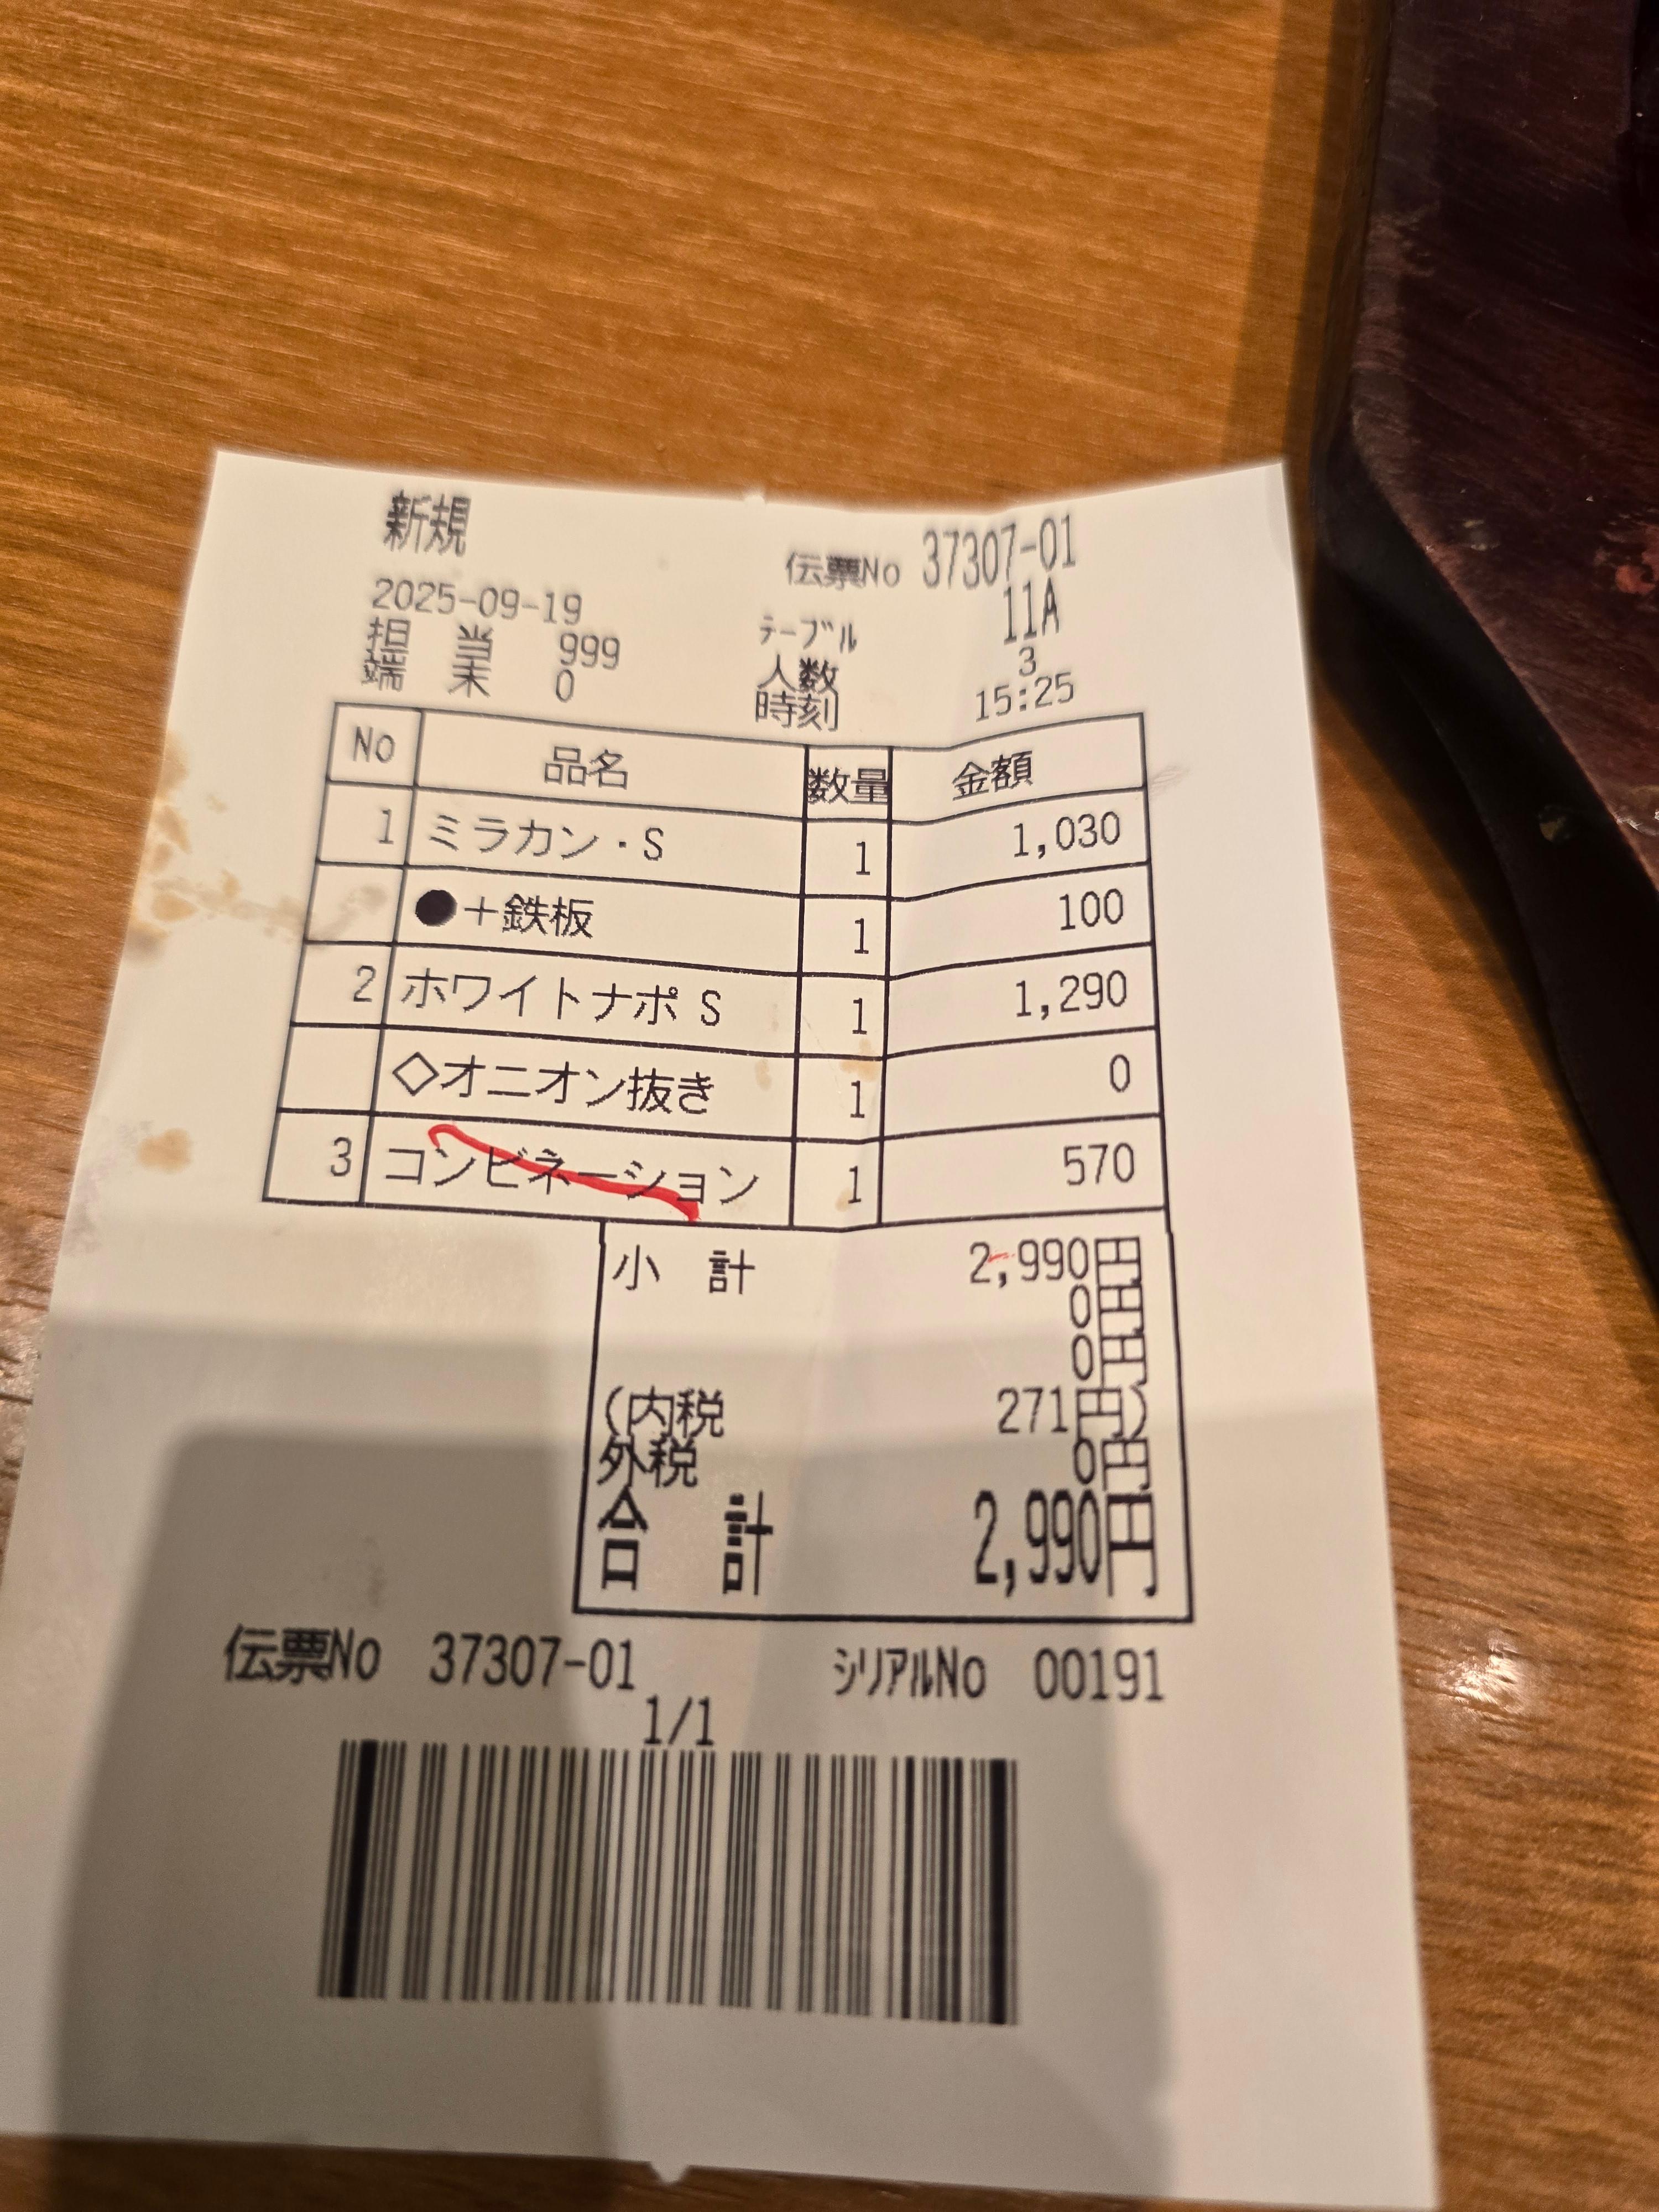 新規 伝票No 37307-01
2025-09-19 テーブル 11A
担 当 999 人数 3
端 末 0 時刻 15:25
No 品名 数量 金額
1 ミラカン・S 1 1,030
●+鉄板 1 100
2 ホワイトナポ S 1 1,290
◇オニオン抜き 1 0
3 コンビネーション 1 570
小 計 2,990円
0円
0円
(内税 271円)
外税 0円
合 計 2,990円
伝票No 37307-01 シリアルNo 00191
1/1